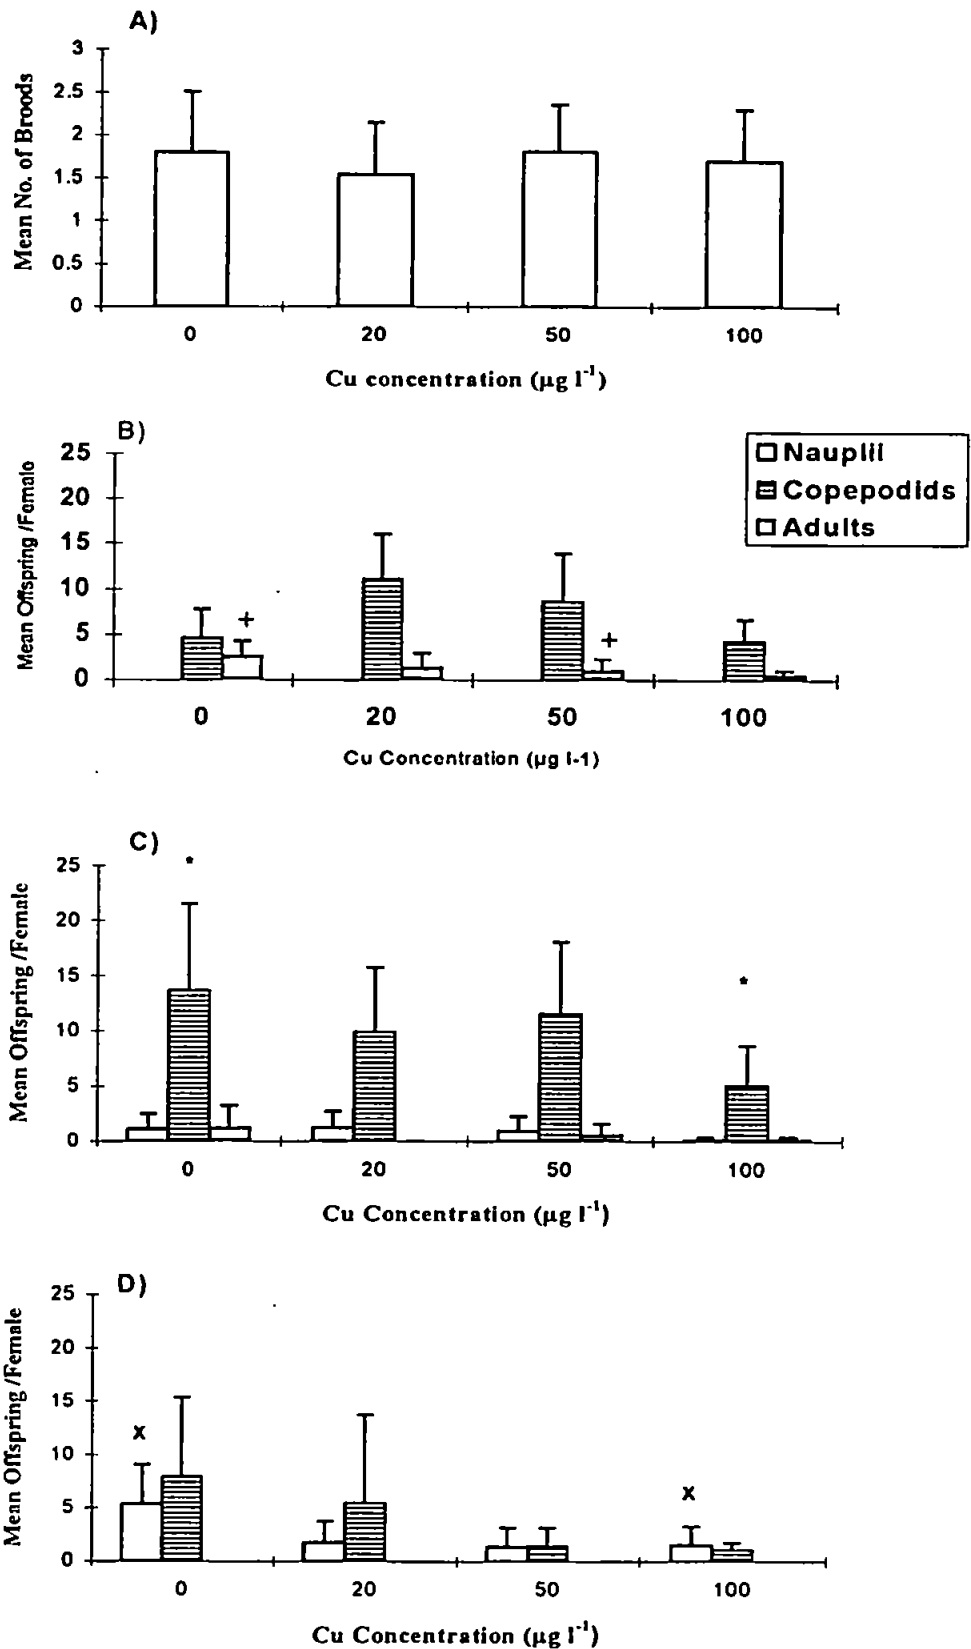 A)
3
2.5
2
1.5
1
0.5
0
Mean No. of Broods
0 20 50 100
Cu concentration (µg l⁻¹)
B)
25
20
15
10
5
0
Mean Offspring /Female
+
+
Nauplii
Copepodids
Adults
0 20 50 100
Cu Concentration (µg l-1)
C)
25
20
15
10
5
0
Mean Offspring /Female
*
*
0 20 50 100
Cu Concentration (µg l⁻¹)
D)
25
20
15
10
5
0
Mean Offspring /Female
x
x
0 20 50 100
Cu Concentration (µg l⁻¹)